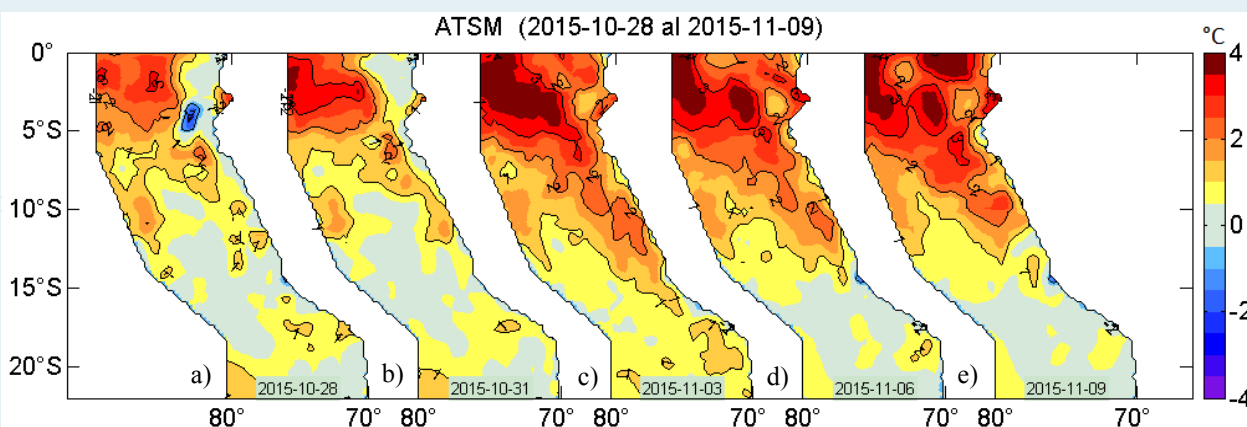 ATSM (2015-10-28 al 2015-11-09)
°C
0°
5°S
10°S
15°S
20°S
a) 2015-10-28
b) 2015-10-31
c) 2015-11-03
d) 2015-11-06
e) 2015-11-09
80° 70° 80° 70° 80° 70° 80° 70° 80° 70°
4
2
0
-2
-4